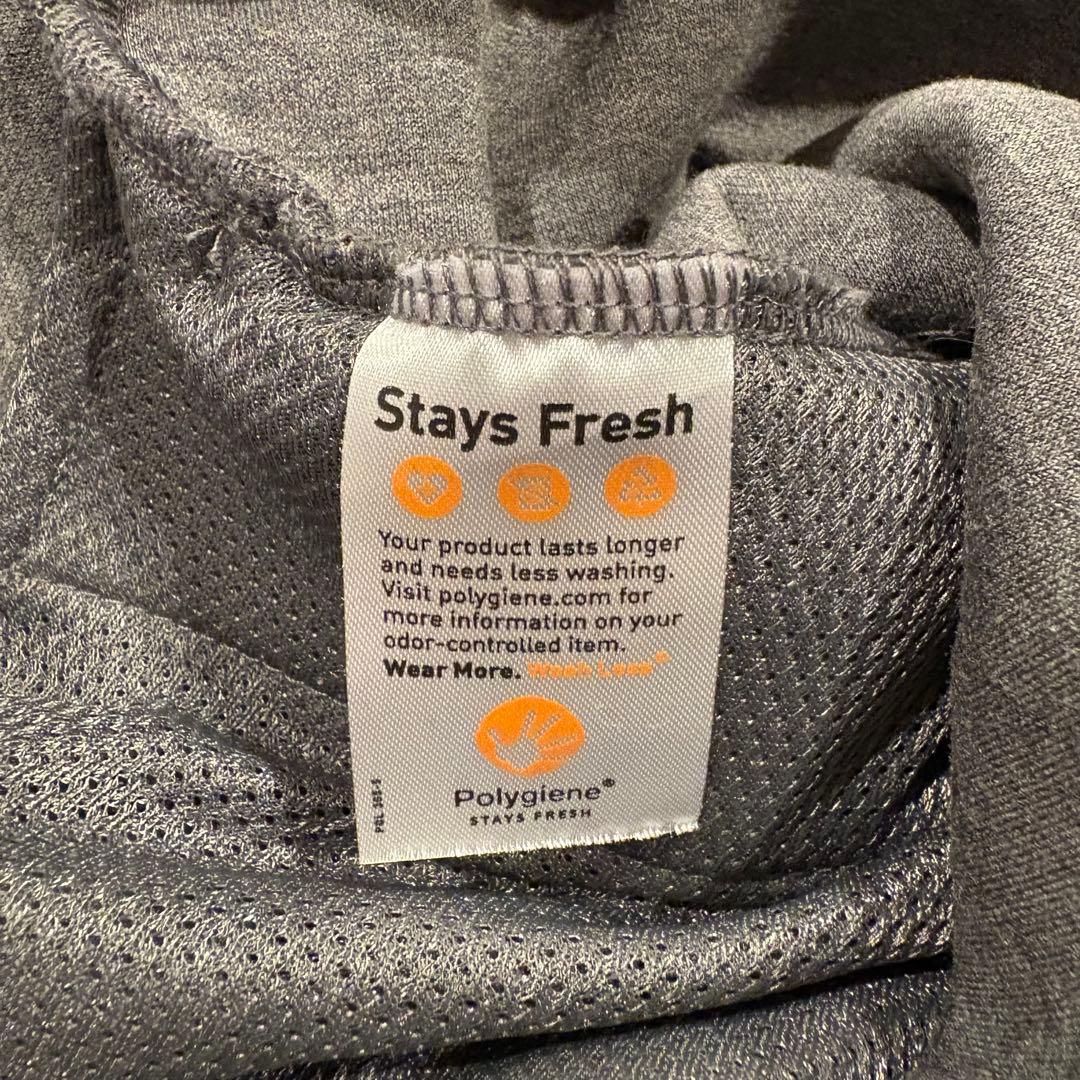 Stays Fresh
Your product lasts longer
and needs less washing.
Visit polygiene.com for
more information on your
odor-controlled item.
Wear More. Wash Less®
Polygiene®
STAYS FRESH